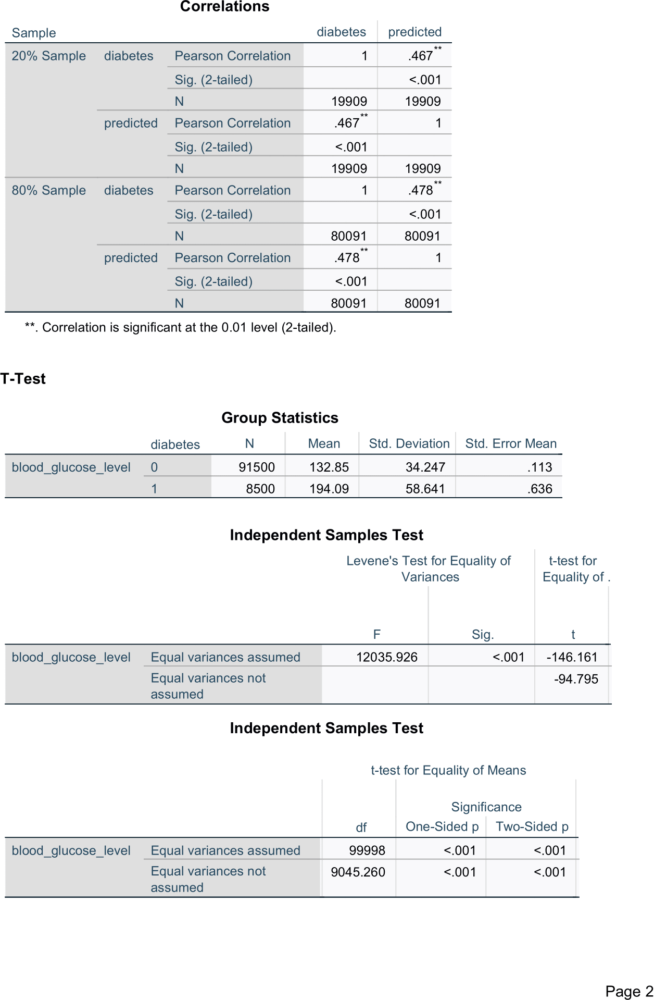 Correlations
Sample diabetes predicted
20% Sample diabetes Pearson Correlation 1 .467**
Sig. (2-tailed) <.001
N 19909 19909
predicted Pearson Correlation .467** 1
Sig. (2-tailed) <.001
N 19909 19909
80% Sample diabetes Pearson Correlation 1 .478**
Sig. (2-tailed) <.001
N 80091 80091
predicted Pearson Correlation .478** 1
Sig. (2-tailed) <.001
N 80091 80091
**. Correlation is significant at the 0.01 level (2-tailed).
T-Test
Group Statistics
diabetes N Mean Std. Deviation Std. Error Mean
blood_glucose_level 0 91500 132.85 34.247 .113
1 8500 194.09 58.641 .636
Independent Samples Test
Levene's Test for Equality of t-test for
Variances Equality of .
F Sig. t
blood_glucose_level Equal variances assumed 12035.926 <.001 -146.161
Equal variances not -94.795
assumed
Independent Samples Test
t-test for Equality of Means
Significance
df One-Sided p Two-Sided p
blood_glucose_level Equal variances assumed 99998 <.001 <.001
Equal variances not 9045.260 <.001 <.001
assumed
Page 2